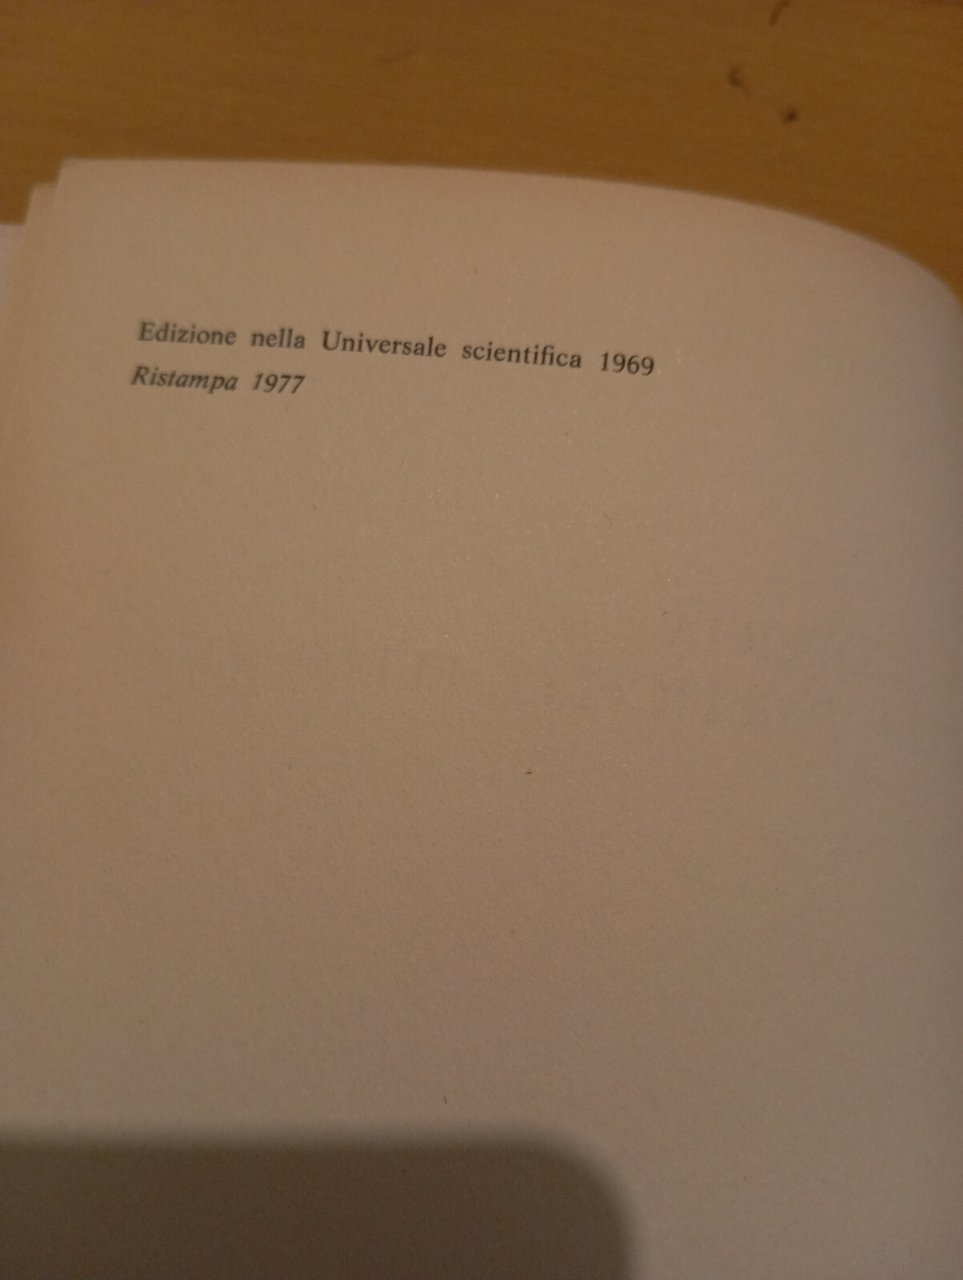 Edizione nella Universale scientifica 1969
Ristampa 1977